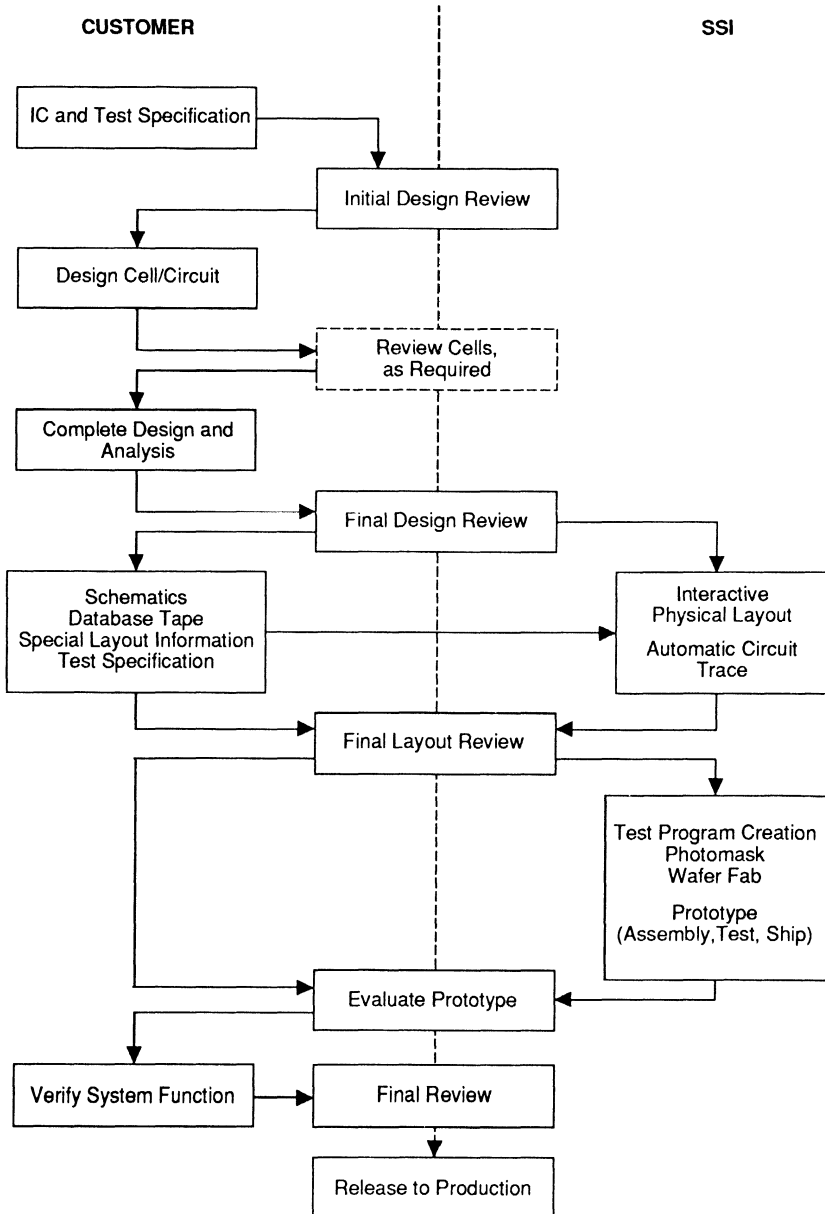 CUSTOMER
SSI
IC and Test Specification
Initial Design Review
Design Cell/Circuit
Review Cells,
as Required
Complete Design and
Analysis
Final Design Review
Schematics
Database Tape
Special Layout Information
Test Specification
Interactive
Physical Layout
Automatic Circuit
Trace
Final Layout Review
Test Program Creation
Photomask
Wafer Fab
Prototype
(Assembly,Test, Ship)
Evaluate Prototype
Verify System Function
Final Review
Release to Production